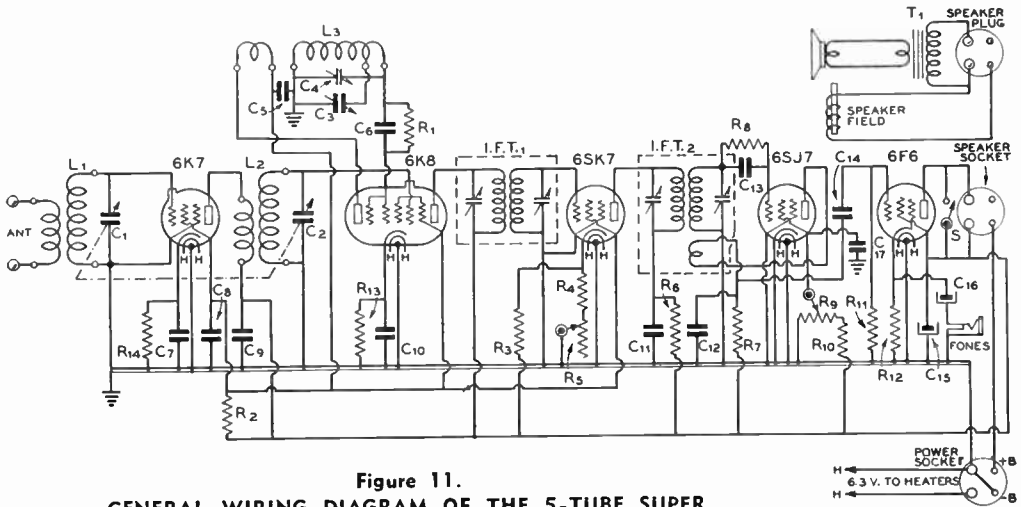 T1
SPEAKER PLUG
L3
C4
C5
C3
C6
R1
SPEAKER FIELD
R8
I.F.T.1
I.F.T.2
6K7
L2
6K8
6SK7
6SJ7
C14
6F6
SPEAKER SOCKET
L1
C13
ANT
C1
C2
S
H H
H H
H H
H H
H H
C17
R13
C8
R4
R6
R9
R11
C16
R14
C7
C9
C10
R3
C11
C12
R7
R10
FONES
R5
R12
C15
R2
POWER SOCKET
+B
H
6.3 V. TO HEATERS
H
-B
Figure 11.
GENERAL WIRING DIAGRAM OF THE 5-TUBE SUPER